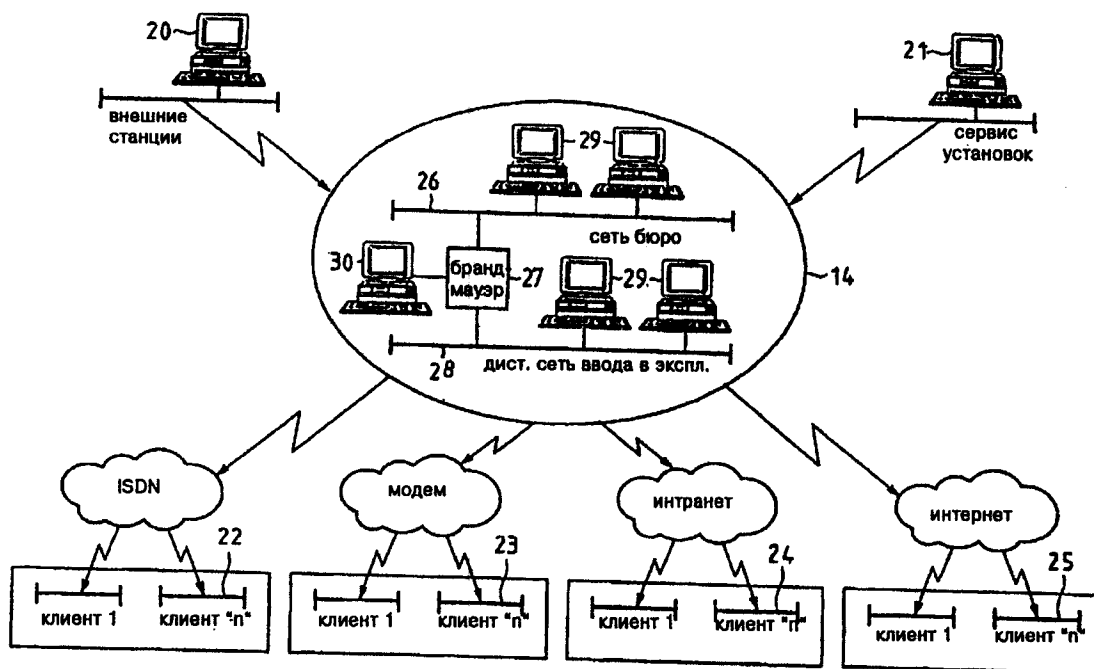 20
21
внешние
станции
сервис
установок
29
26
сеть бюро
30
бранд-
мауэр
27
29
14
28
дист. сеть ввода в экспл.
ISDN
модем
интранет
интернет
22
23
24
25
клиент 1
клиент "n"
клиент 1
клиент "n"
клиент 1
клиент "n"
клиент 1
клиент "n"